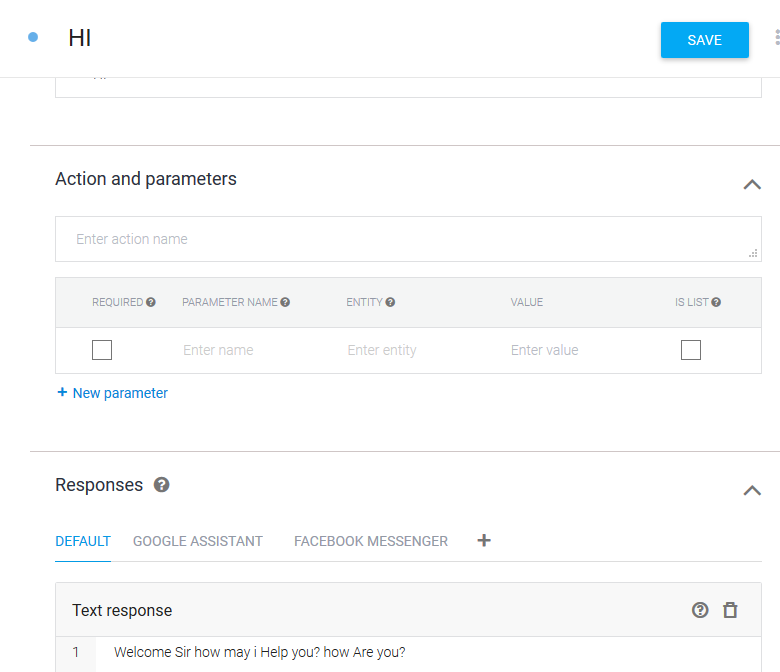 HI
SAVE
Action and parameters
Enter action name
REQUIRED PARAMETER NAME ENTITY VALUE IS LIST
Enter name Enter entity Enter value
+ New parameter
Responses
DEFAULT GOOGLE ASSISTANT FACEBOOK MESSENGER +
Text response
1 Welcome Sir how may i Help you? how Are you?